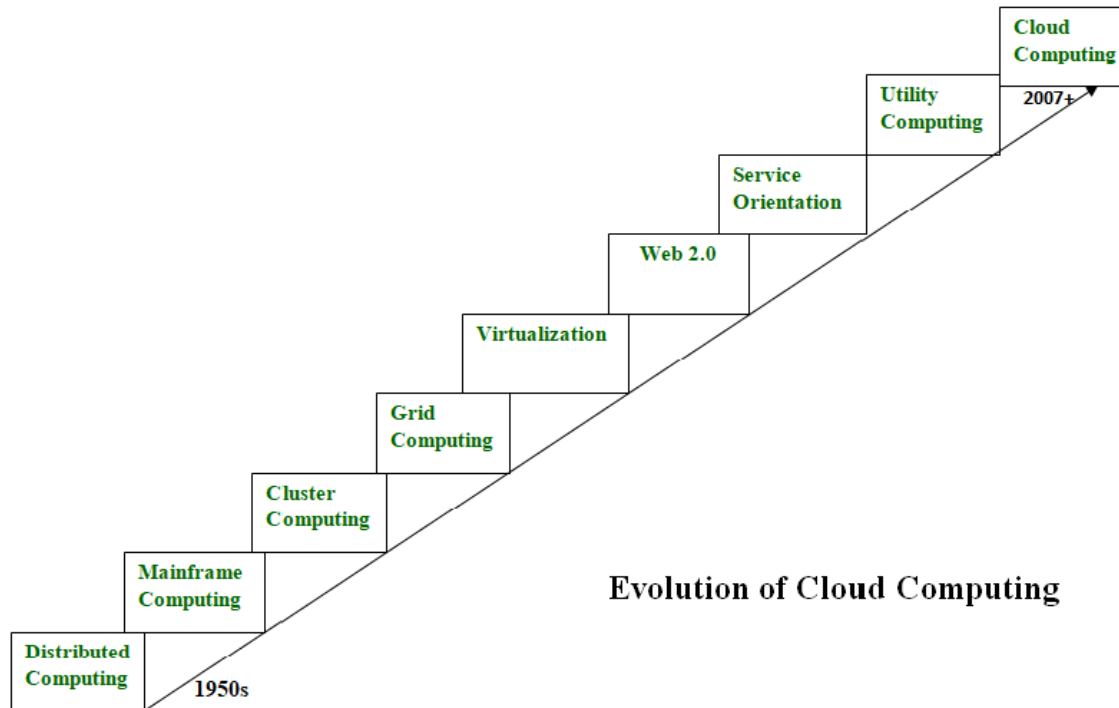 Cloud
Computing
2007+
Utility
Computing
Service
Orientation
Web 2.0
Virtualization
Grid
Computing
Cluster
Computing
Mainframe
Computing
Evolution of Cloud Computing
Distributed
Computing
1950s